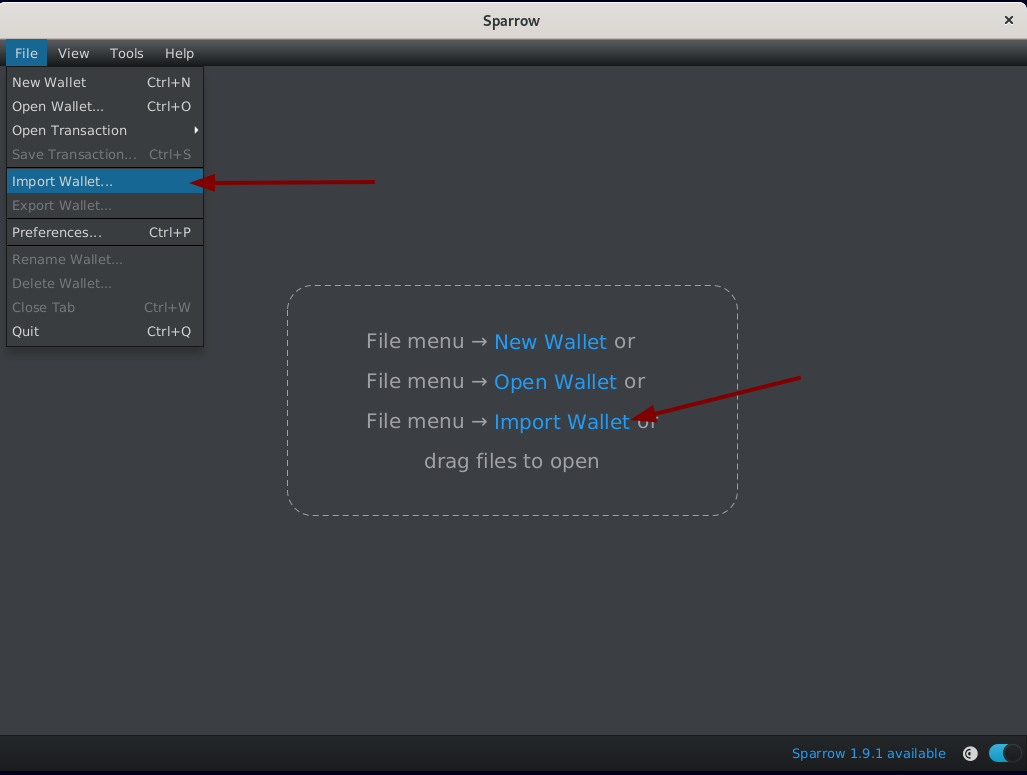 Sparrow
File View Tools Help
New Wallet Ctrl+N
Open Wallet... Ctrl+O
Open Transaction
Save Transaction... Ctrl+S
Import Wallet...
Export Wallet...
Preferences... Ctrl+P
Rename Wallet...
Delete Wallet...
Close Tab Ctrl+W
Quit Ctrl+Q
File menu → New Wallet or
File menu → Open Wallet or
File menu → Import Wallet or
drag files to open
Sparrow 1.9.1 available